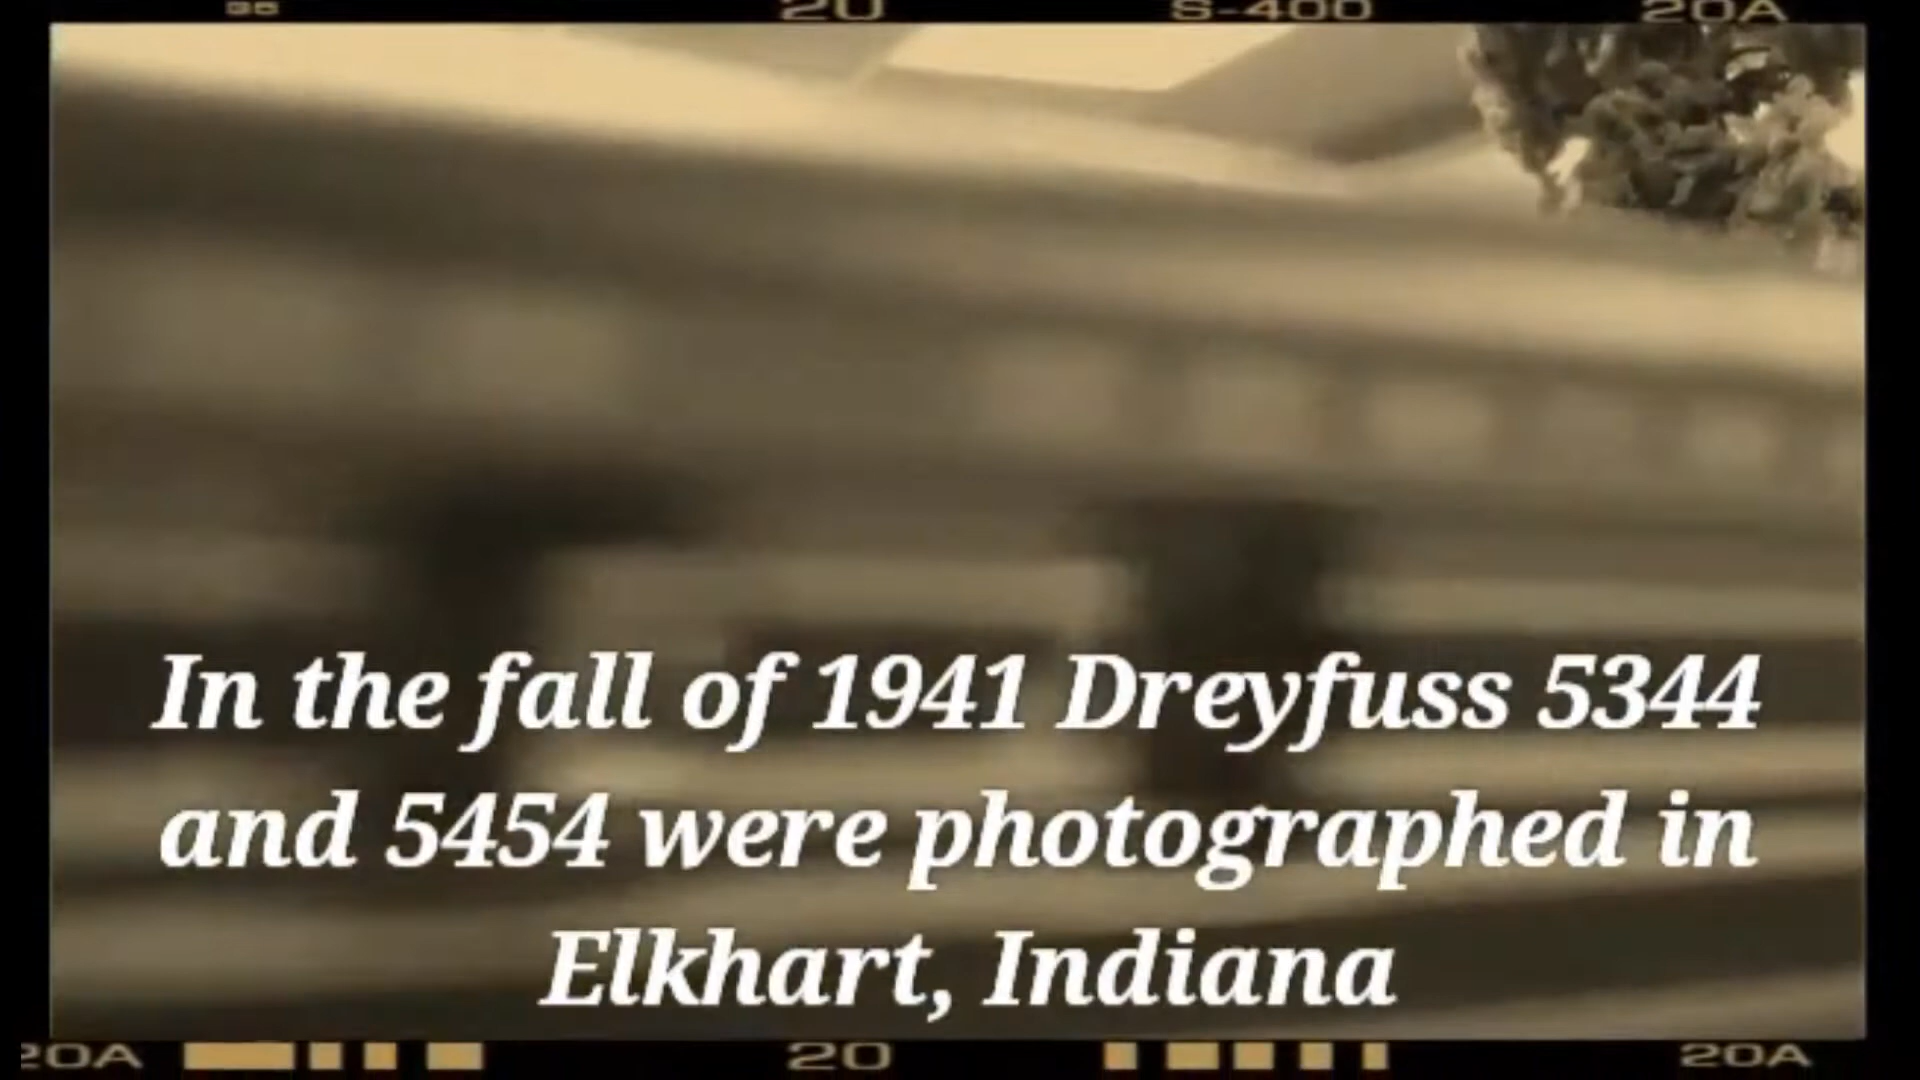 20 S-400 20A
In the fall of 1941 Dreyfuss 5344
and 5454 were photographed in
Elkhart, Indiana
20A 20 20A